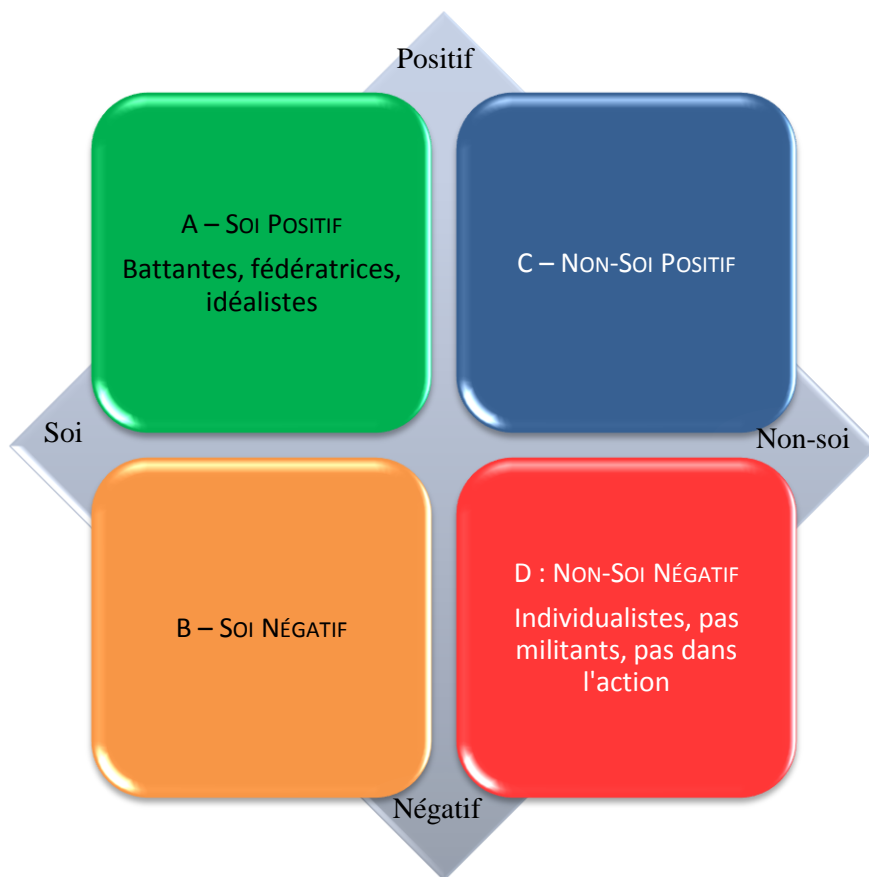 Positif
A – SOI POSITIF
Battantes, fédératrices,
idéalistes
C – NON-SOI POSITIF
Soi
Non-soi
B – SOI NÉGATIF
D : NON-SOI NÉGATIF
Individualistes, pas
militants, pas dans
l'action
Négatif